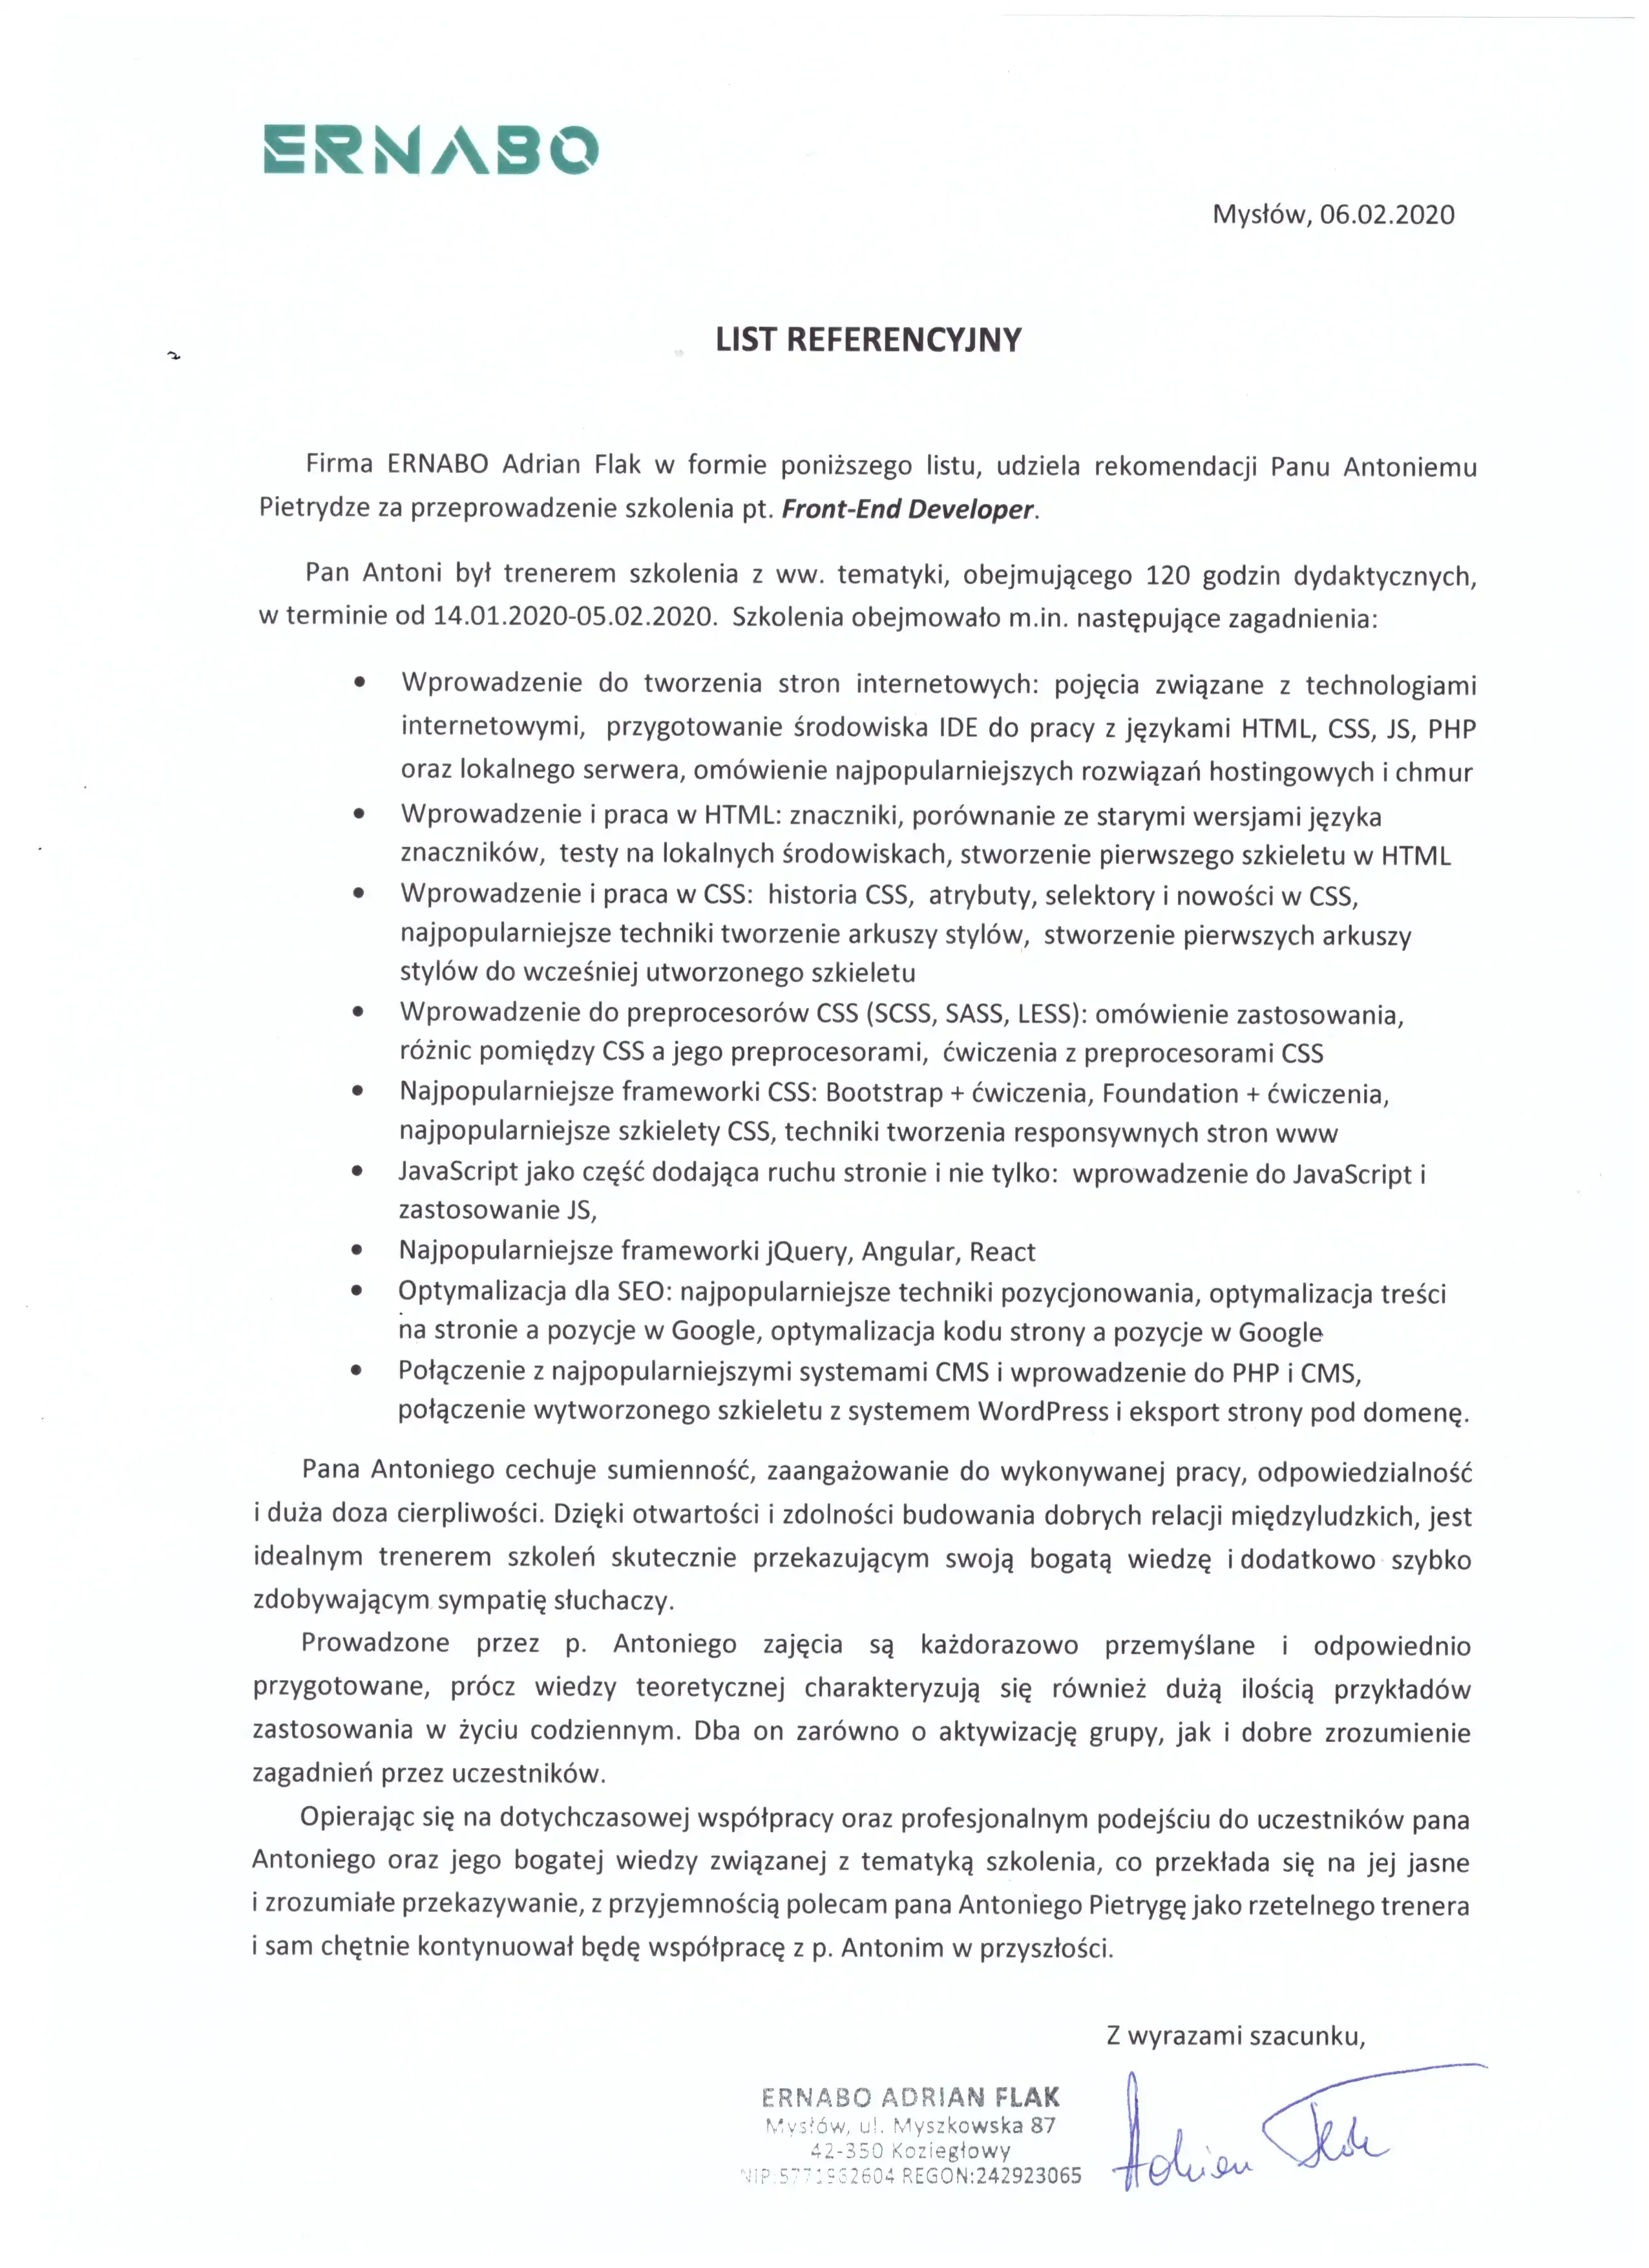 ERNABO
Mysłów, 06.02.2020
LIST REFERENCYJNY
Firma ERNABO Adrian Flak w formie poniższego listu, udziela rekomendacji Panu Antoniemu
Pietrydze za przeprowadzenie szkolenia pt. Front-End Developer.
Pan Antoni był trenerem szkolenia z ww. tematyki, obejmującego 120 godzin dydaktycznych,
w terminie od 14.01.2020-05.02.2020. Szkolenia obejmowało m.in. następujące zagadnienia:
• Wprowadzenie do tworzenia stron internetowych: pojęcia związane z technologiami
internetowymi, przygotowanie środowiska IDE do pracy z językami HTML, CSS, JS, PHP
oraz lokalnego serwera, omówienie najpopularniejszych rozwiązań hostingowych i chmur
• Wprowadzenie i praca w HTML: znaczniki, porównanie ze starymi wersjami języka
znaczników, testy na lokalnych środowiskach, stworzenie pierwszego szkieletu w HTML
• Wprowadzenie i praca w CSS: historia CSS, atrybuty, selektory i nowości w CSS,
najpopularniejsze techniki tworzenie arkuszy stylów, stworzenie pierwszych arkuszy
stylów do wcześniej utworzonego szkieletu
• Wprowadzenie do preprocesorów CSS (SCSS, SASS, LESS): omówienie zastosowania,
różnic pomiędzy CSS a jego preprocesorami, ćwiczenia z preprocesorami CSS
• Najpopularniejsze frameworki CSS: Bootstrap + ćwiczenia, Foundation + ćwiczenia,
najpopularniejsze szkielety CSS, techniki tworzenia responsywnych stron www
• JavaScript jako część dodająca ruchu stronie i nie tylko: wprowadzenie do JavaScript i
zastosowanie JS,
• Najpopularniejsze frameworki jQuery, Angular, React
• Optymalizacja dla SEO: najpopularniejsze techniki pozycjonowania, optymalizacja treści
na stronie a pozycje w Google, optymalizacja kodu strony a pozycje w Google
• Połączenie z najpopularniejszymi systemami CMS i wprowadzenie do PHP i CMS,
połączenie wytworzonego szkieletu z systemem WordPress i eksport strony pod domenę.
Pana Antoniego cechuje sumienność, zaangażowanie do wykonywanej pracy, odpowiedzialność
i duża doza cierpliwości. Dzięki otwartości i zdolności budowania dobrych relacji międzyludzkich, jest
idealnym trenerem szkoleń skutecznie przekazującym swoją bogatą wiedzę i dodatkowo szybko
zdobywającym sympatię słuchaczy.
Prowadzone przez p. Antoniego zajęcia są każdorazowo przemyślane i odpowiednio
przygotowane, prócz wiedzy teoretycznej charakteryzują się również dużą ilością przykładów
zastosowania w życiu codziennym. Dba on zarówno o aktywizację grupy, jak i dobre zrozumienie
zagadnień przez uczestników.
Opierając się na dotychczasowej współpracy oraz profesjonalnym podejściu do uczestników pana
Antoniego oraz jego bogatej wiedzy związanej z tematyką szkolenia, co przekłada się na jej jasne
i zrozumiałe przekazywanie, z przyjemnością polecam pana Antoniego Pietrygę jako rzetelnego trenera
i sam chętnie kontynuował będę współpracę z p. Antonim w przyszłości.
Z wyrazami szacunku,
ERNABO ADRIAN FLAK
Mysłów, ul. Myszkowska 87
42-350 Koziegłowy
NIP:5771962604 REGON:242923065
Adrian Flak